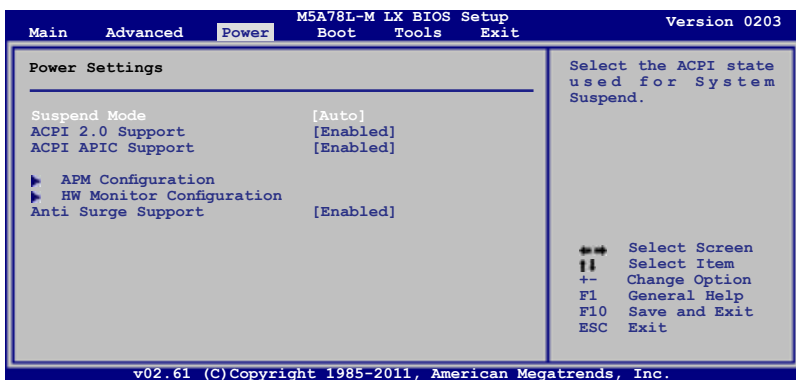 M5A78L-M LX BIOS Setup
Version 0203
Main Advanced Power Boot Tools Exit
Power Settings
Suspend Mode [Auto]
ACPI 2.0 Support [Enabled]
ACPI APIC Support [Enabled]
APM Configuration
HW Monitor Configuration
Anti Surge Support [Enabled]
Select the ACPI state
used for System
Suspend.
←→ Select Screen
↑↓ Select Item
+- Change Option
F1 General Help
F10 Save and Exit
ESC Exit
v02.61 (C)Copyright 1985-2011, American Megatrends, Inc.